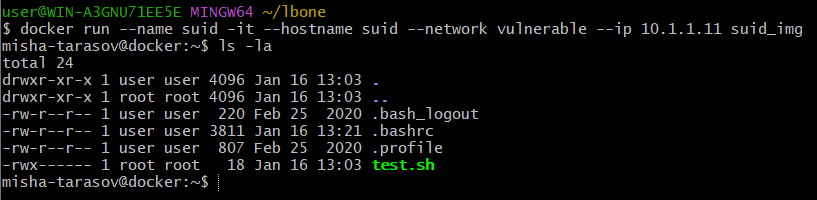 user@WIN-A3GNU71EE5E MINGW64 ~/lbone
$ docker run --name suid -it --hostname suid --network vulnerable --ip 10.1.1.11 suid_img
misha-tarasov@docker:~$ ls -la
total 24
drwxr-xr-x 1 user user 4096 Jan 16 13:03 .
drwxr-xr-x 1 root root 4096 Jan 16 13:03 ..
-rw-r--r-- 1 user user  220 Feb 25  2020 .bash_logout
-rw-r--r-- 1 user user 3811 Jan 16 13:21 .bashrc
-rw-r--r-- 1 user user  807 Feb 25  2020 .profile
-rwx------ 1 root root   18 Jan 16 13:03 test.sh
misha-tarasov@docker:~$